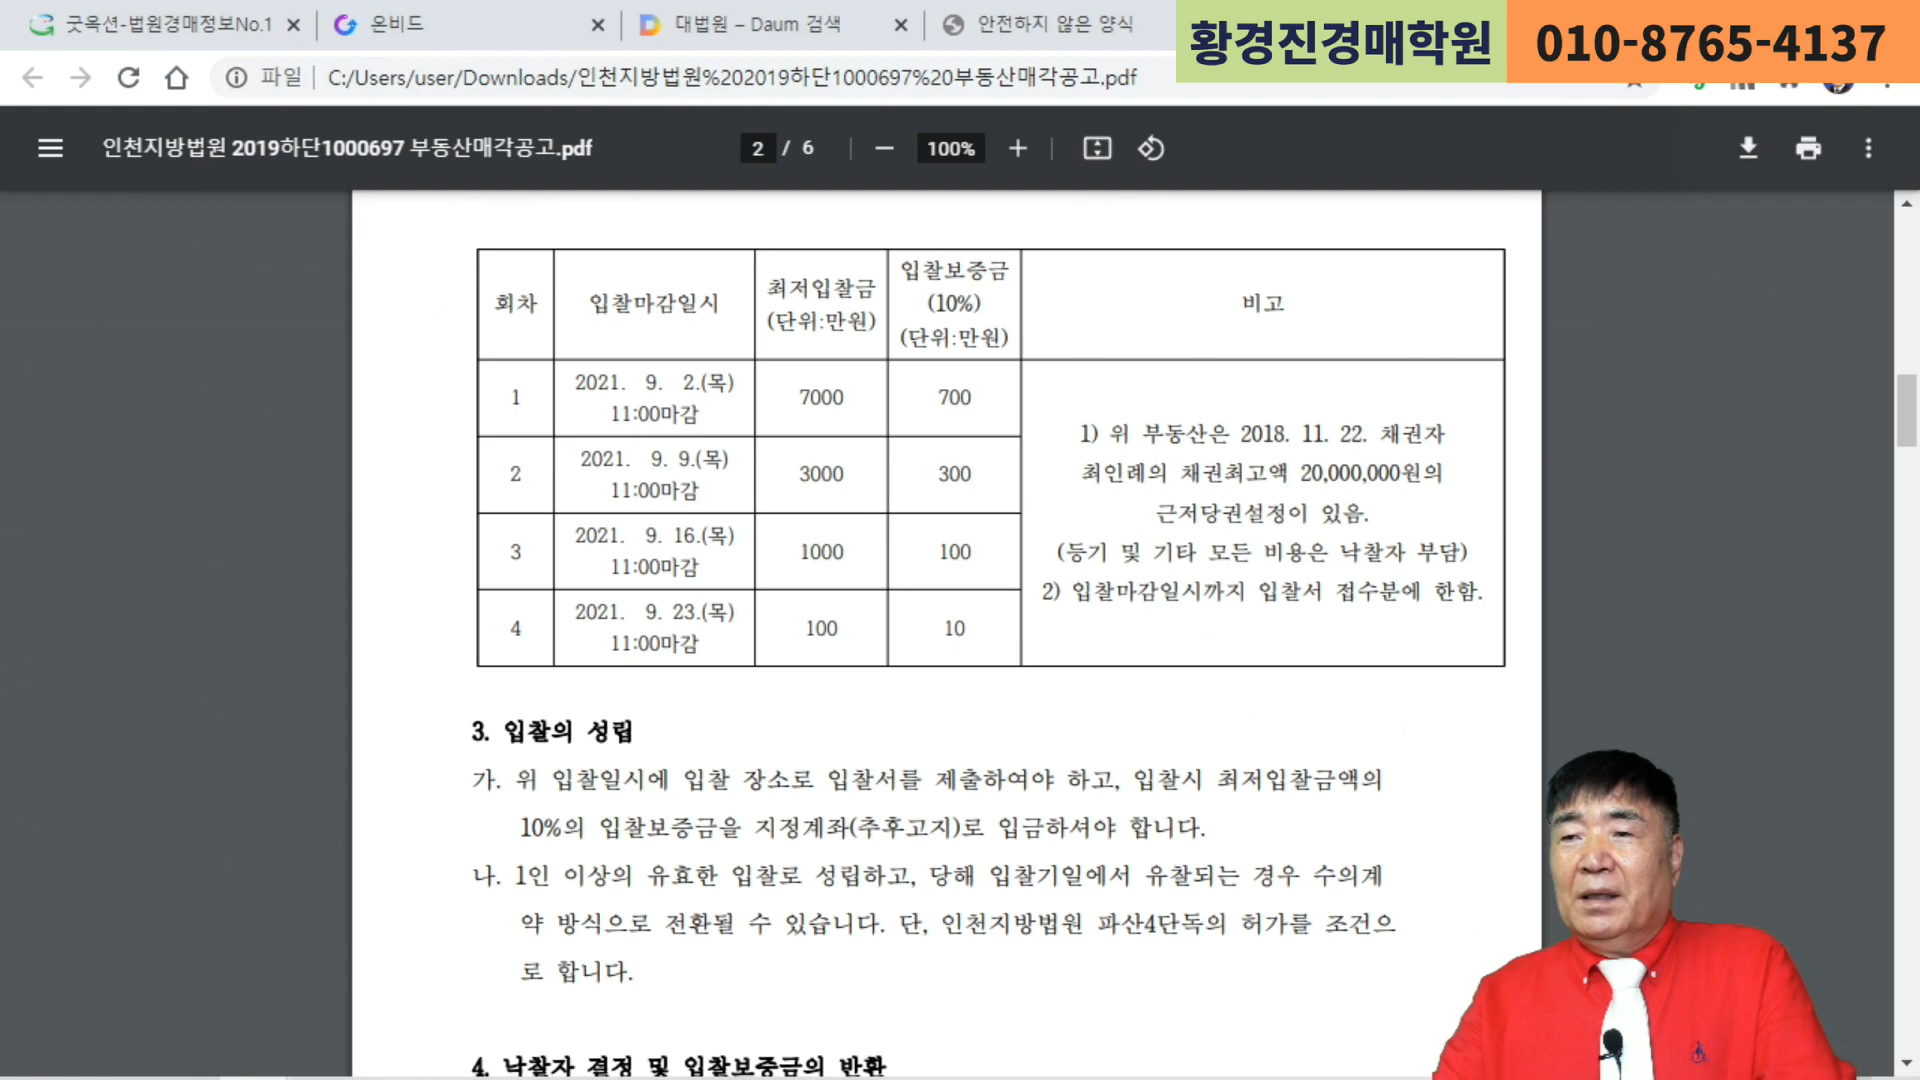 굿옥션-법원경매정보No.1
온비드
대법원 – Daum 검색
안전하지 않은 양식
황경진경매학원
010-8765-4137
파일
C:/Users/user/Downloads/인천지방법원%202019하단1000697%20부동산매각공고.pdf
인천지방법원 2019하단1000697 부동산매각공고.pdf
2 / 6
100%
회차
입찰마감일시
최저입찰금
(단위:만원)
입찰보증금
(10%)
(단위:만원)
비고
1
2021. 9. 2.(목)
11:00마감
7000
700
2
2021. 9. 9.(목)
11:00마감
3000
300
3
2021. 9. 16.(목)
11:00마감
1000
100
4
2021. 9. 23.(목)
11:00마감
100
10
1) 위 부동산은 2018. 11. 22. 채권자
최인례의 채권최고액 20,000,000원의
근저당권설정이 있음.
(등기 및 기타 모든 비용은 낙찰자 부담)
2) 입찰마감일시까지 입찰서 접수분에 한함.
3. 입찰의 성립
가. 위 입찰일시에 입찰 장소로 입찰서를 제출하여야 하고, 입찰시 최저입찰금액의
10%의 입찰보증금을 지정계좌(추후고지)로 입금하셔야 합니다.
나. 1인 이상의 유효한 입찰로 성립하고, 당해 입찰기일에서 유찰되는 경우 수의계
약 방식으로 전환될 수 있습니다. 단, 인천지방법원 파산4단독의 허가를 조건으
로 합니다.
4. 낙찰자 결정 및 입찰보증금의 반환